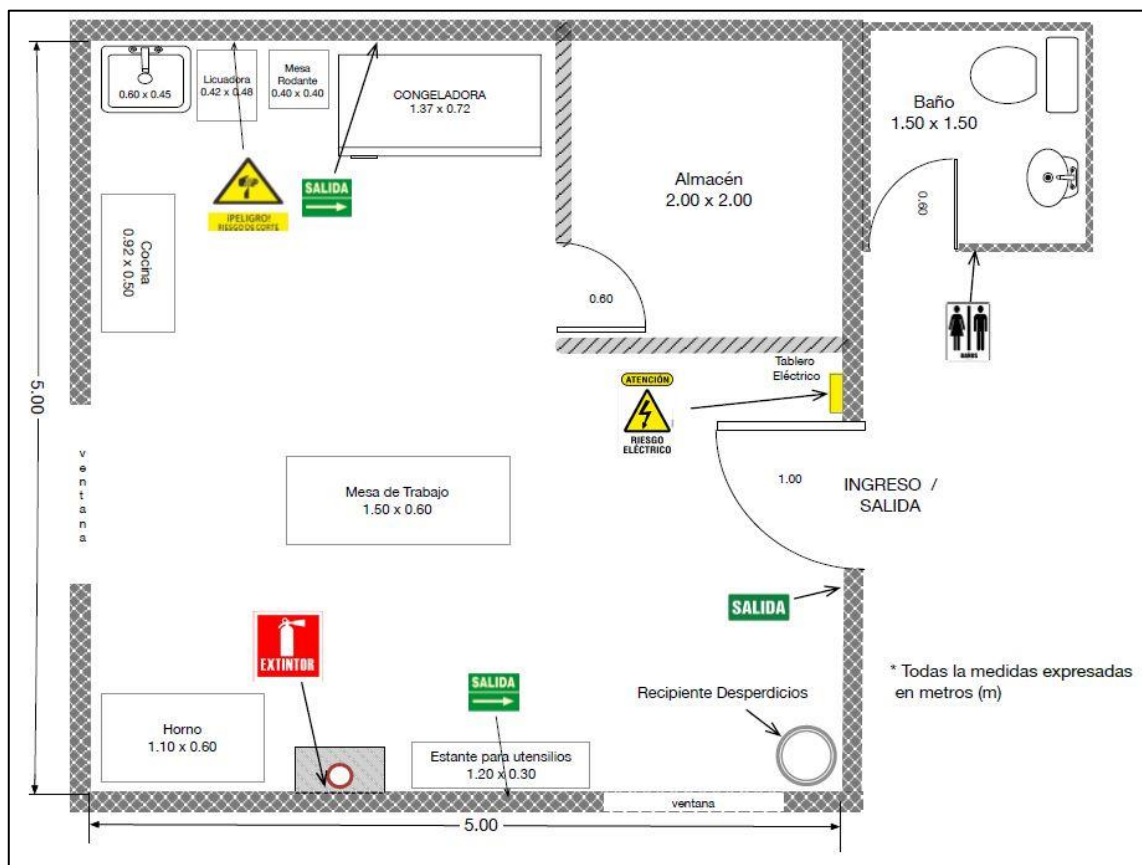 0.60 x 0.45
Licuadora
0.42 x 0.48
Mesa
Rodante
0.40 x 0.40
CONGELADORA
1.37 x 0.72
¡PELIGRO!
RIESGO DE CORTE
SALIDA
Almacén
2.00 x 2.00
0.60
Baño
1.50 x 1.50
0.60
BAÑOS
Cocina
0.92 x 0.50
5.00
ventana
Tablero
Eléctrico
ATENCIÓN
RIESGO
ELÉCTRICO
Mesa de Trabajo
1.50 x 0.60
1.00
INGRESO /
SALIDA
SALIDA
EXTINTOR
SALIDA
* Todas la medidas expresadas
en metros (m)
Recipiente Desperdicios
Horno
1.10 x 0.60
Estante para utensilios
1.20 x 0.30
ventana
5.00